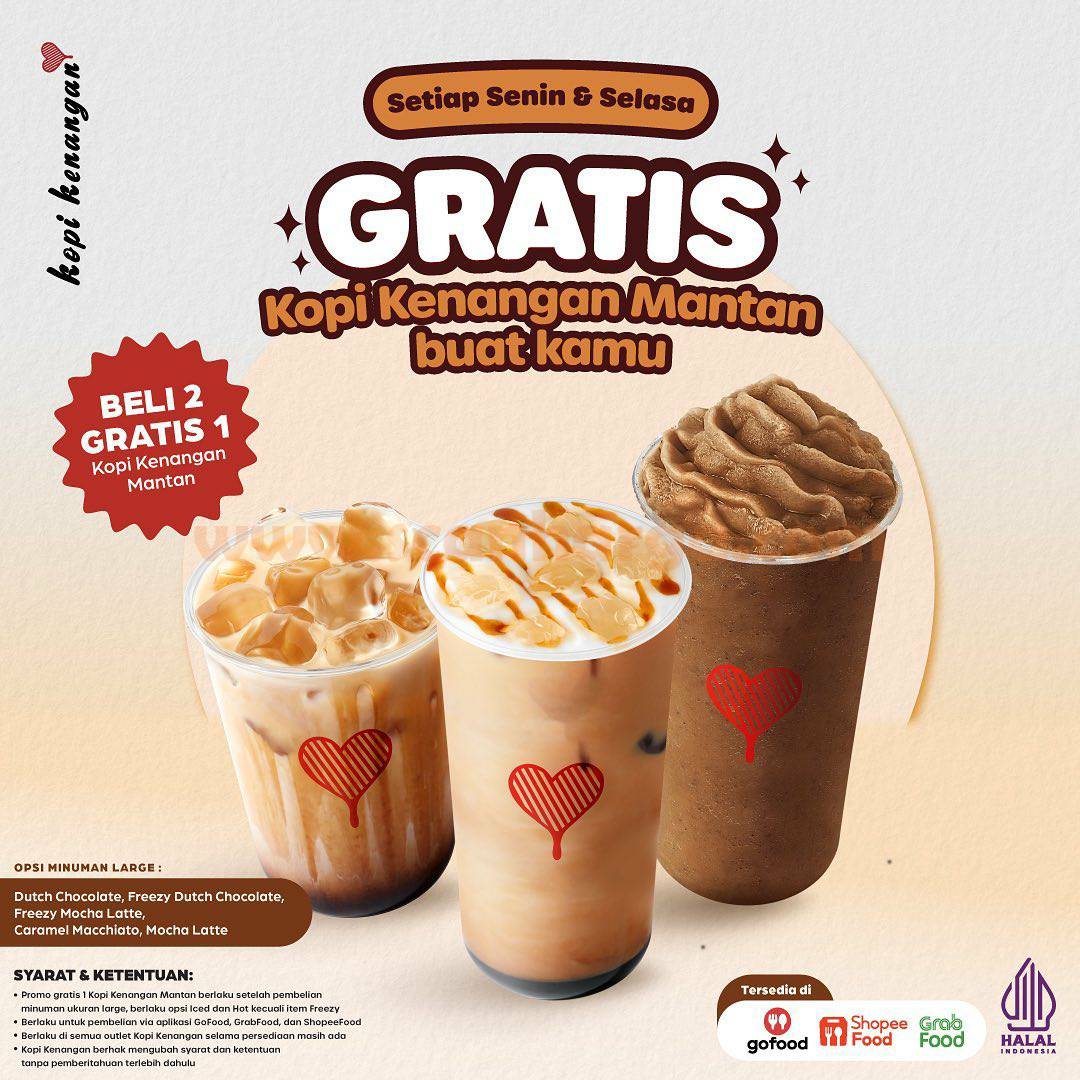 kopi kenangan
Setiap Senin & Selasa
GRATIS
Kopi Kenangan Mantan
buat kamu
BELI 2
GRATIS 1
Kopi Kenangan
Mantan
OPSI MINUMAN LARGE :
Dutch Chocolate, Freezy Dutch Chocolate,
Freezy Mocha Latte,
Caramel Macchiato, Mocha Latte
SYARAT & KETENTUAN:
• Promo gratis 1 Kopi Kenangan Mantan berlaku setelah pembelian
minuman ukuran large, berlaku opsi Iced dan Hot kecuali item Freezy
• Berlaku untuk pembelian via aplikasi GoFood, GrabFood, dan ShopeeFood
• Berlaku di semua outlet Kopi Kenangan selama persediaan masih ada
• Kopi Kenangan berhak mengubah syarat dan ketentuan
tanpa pemberitahuan terlebih dahulu
Tersedia di
gofood
Shopee
Food
Grab
Food
HALAL
INDONESIA